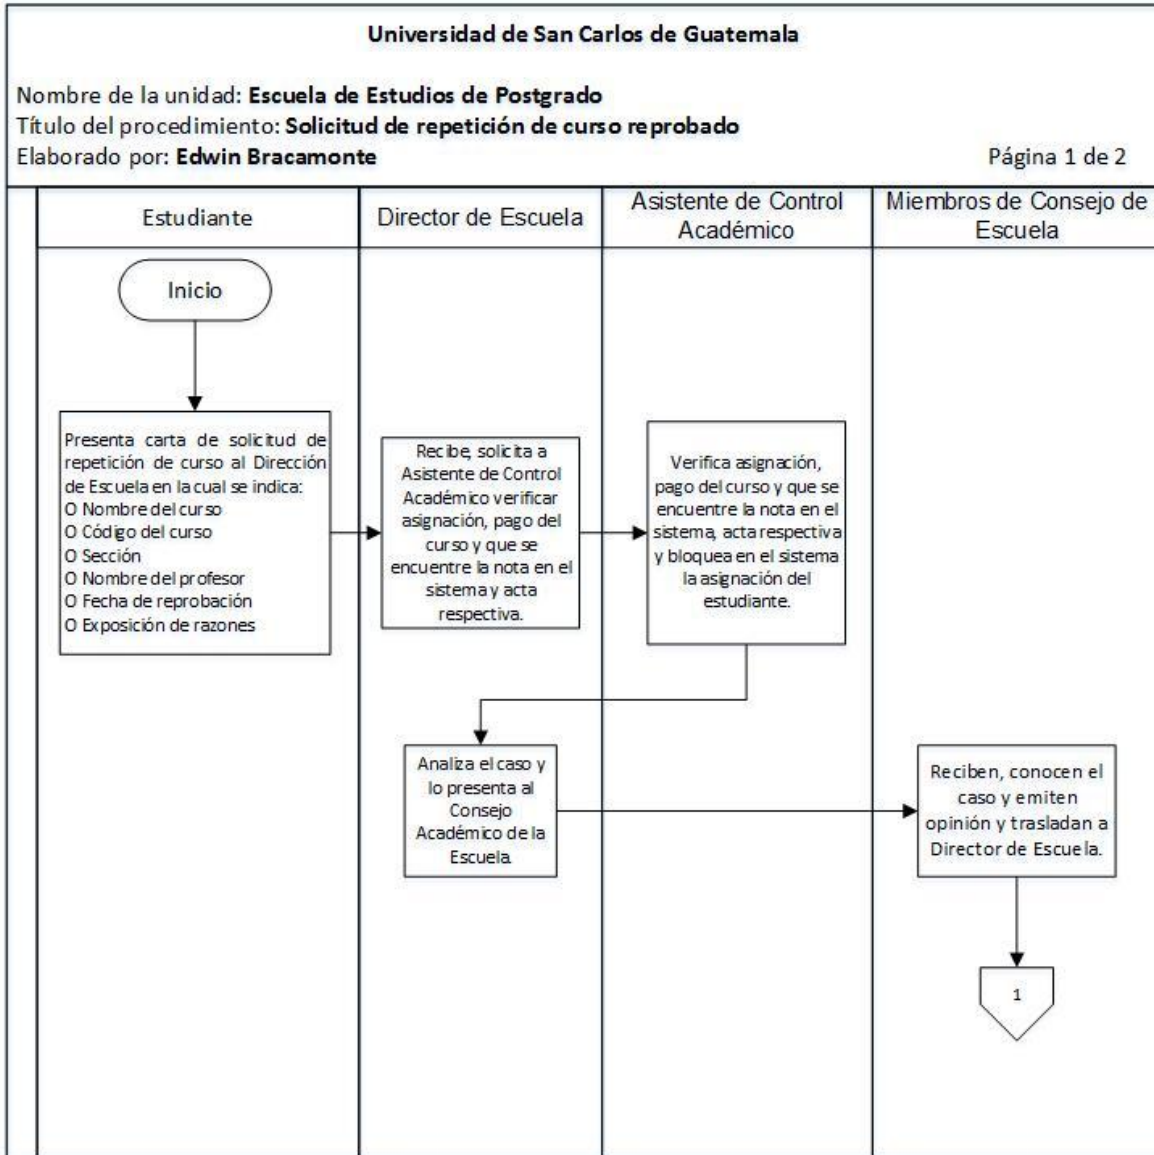 Universidad de San Carlos de Guatemala
Nombre de la unidad: Escuela de Estudios de Postgrado
Título del procedimiento: Solicitud de repetición de curso reprobado
Elaborado por: Edwin Bracamonte
Página 1 de 2
Estudiante
Director de Escuela
Asistente de Control
Académico
Miembros de Consejo de
Escuela
Inicio
Presenta carta de solicitud de
repetición de curso al Dirección
de Escuela en la cual se indica:
O Nombre del curso
O Código del curso
O Sección
O Nombre del profesor
O Fecha de reprobación
O Exposición de razones
Recibe, solicita a
Asistente de Control
Académico verificar
asignación, pago del
curso y que se
encuentre la nota en el
sistema y acta
respectiva.
Verifica asignación,
pago del curso y que se
encuentre la nota en el
sistema, acta respectiva
y bloquea en el sistema
la asignación del
estudiante.
Analiza el caso y
lo presenta al
Consejo
Académico de la
Escuela.
Reciben, conocen el
caso y emiten
opinión y trasladan a
Director de Escuela.
1